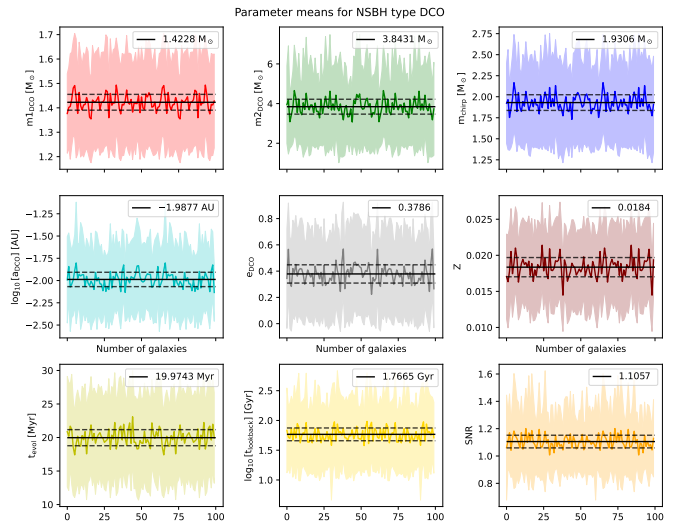 Parameter means for NSBH type DCO
m1DCO [M☉]
1.7
1.6
1.5
1.4
1.3
1.2
1.4228 M☉
m2DCO [M☉]
6
4
2
3.8431 M☉
mchirp [M☉]
2.75
2.50
2.25
2.00
1.75
1.50
1.25
1.9306 M☉
log10 [aDCO] [AU]
−1.25
−1.50
−1.75
−2.00
−2.25
−2.50
−1.9877 AU
Number of galaxies
eDCO
0.8
0.6
0.4
0.2
0.0
0.3786
Number of galaxies
Z
0.025
0.020
0.015
0.010
0.0184
Number of galaxies
tevol. [Myr]
30
25
20
15
10
19.9743 Myr
0 25 50 75 100
log10 [tlookback] [Gyr]
2.5
2.0
1.5
1.0
1.7665 Gyr
0 25 50 75 100
SNR
1.6
1.4
1.2
1.0
0.8
1.1057
0 25 50 75 100